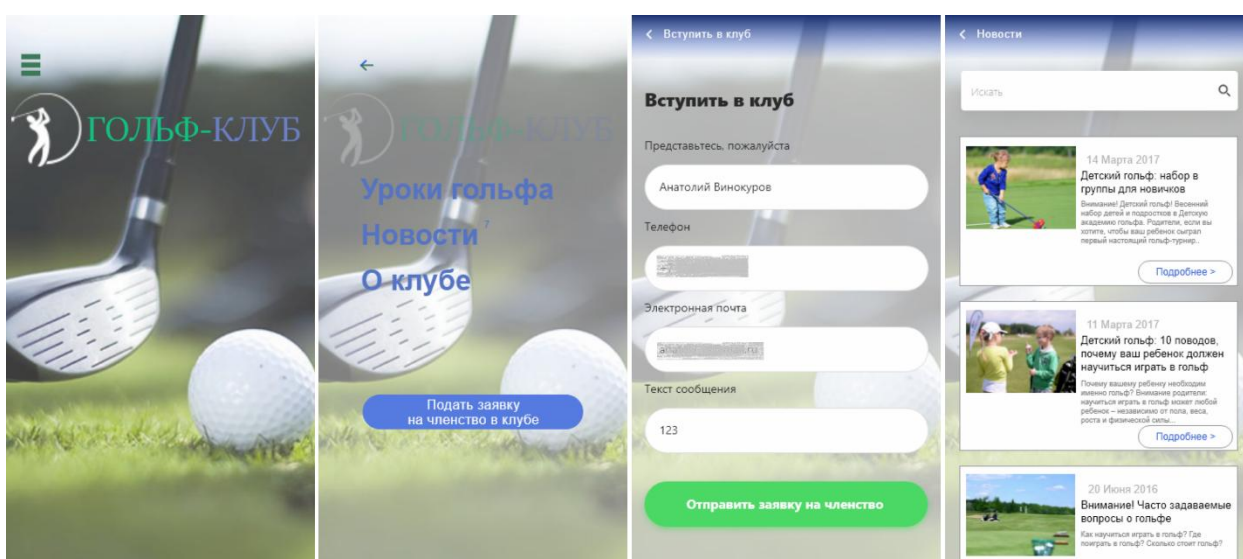 ГОЛЬФ-КЛУБ
ГОЛЬФ-КЛУБ
Уроки гольфа
Новости 7
О клубе
Подать заявку
на членство в клубе
Вступить в клуб
Вступить в клуб
Представьтесь, пожалуйста
Анатолий Винокуров
Телефон
Электронная почта
Текст сообщения
123
Отправить заявку на членство
Новости
Искать
14 Марта 2017
Детский гольф: набор в
группы для новичков
Внимание! Детский гольф! Весенний
набор детей и подростков в Детскую
академию гольфа. Родители, если вы
хотите, чтобы ваш ребенок сыграл
первый настоящий гольф-турнир..
Подробнее >
11 Марта 2017
Детский гольф: 10 поводов,
почему ваш ребенок должен
научиться играть в гольф
Почему вашему ребенку необходим
именно гольф? Внимание родители:
научиться играть в гольф может любой
ребенок – независимо от пола, веса,
роста и физической силы...
Подробнее >
20 Июня 2016
Внимание! Часто задаваемые
вопросы о гольфе
Как научиться играть в гольф? Где
поиграть в гольф? Сколько стоит гольф?